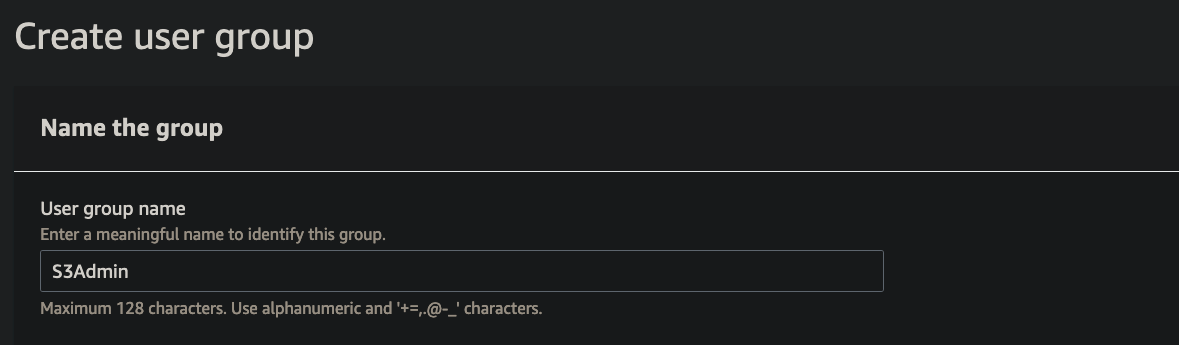 Create user group
Name the group
User group name
Enter a meaningful name to identify this group.
S3Admin
Maximum 128 characters. Use alphanumeric and '+=,.@-_' characters.